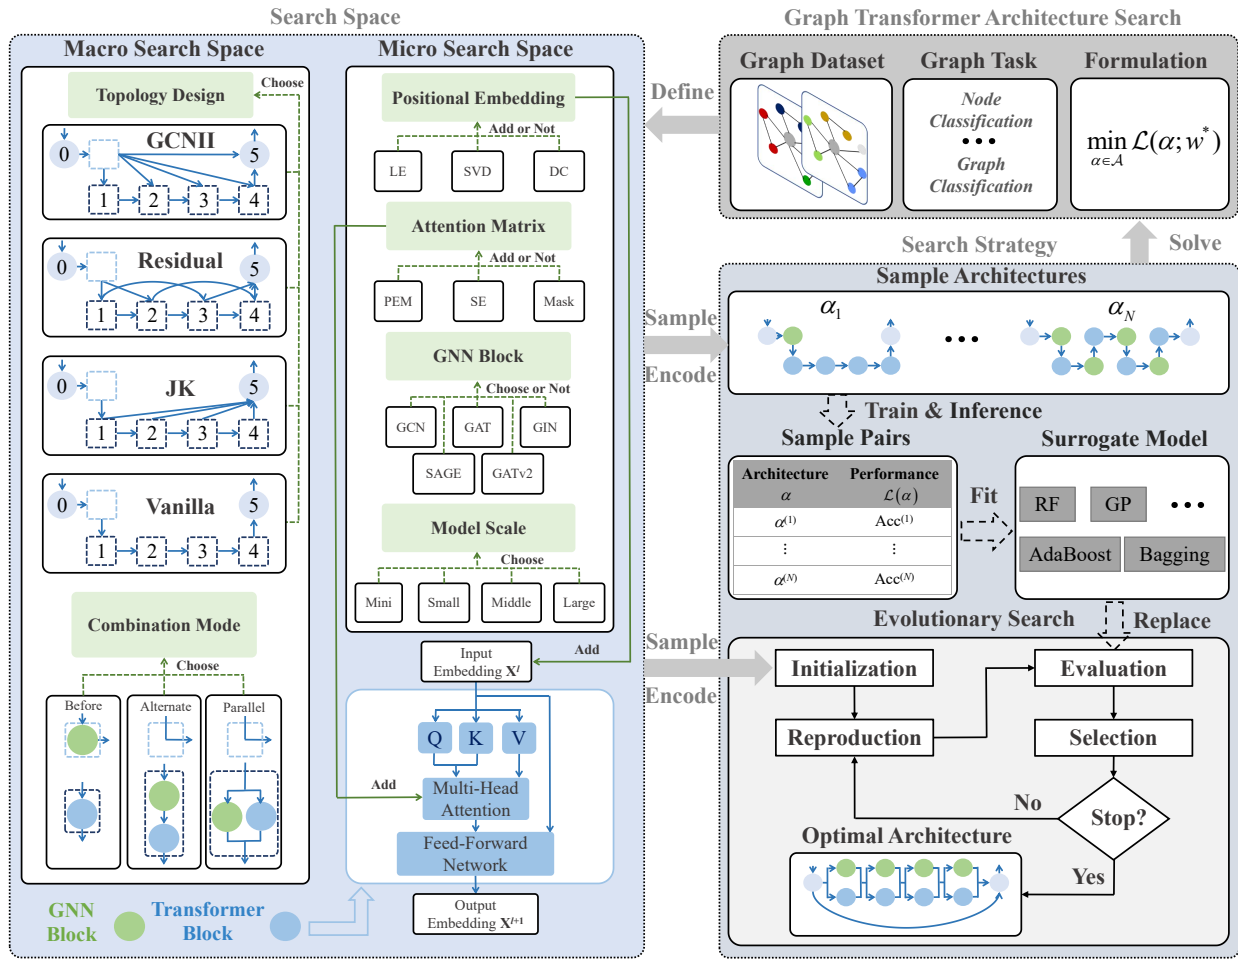 Search Space
Macro Search Space
Topology Design
Choose
GCNII
0
5
1 2 3 4
Residual
0
5
1 2 3 4
JK
0
5
1 2 3 4
Vanilla
0
5
1 2 3 4
Combination Mode
Choose
Before
Alternate
Parallel
GNN
Block
Transformer
Block
Micro Search Space
Positional Embedding
Add or Not
LE
SVD
DC
Attention Matrix
Add or Not
PEM
SE
Mask
GNN Block
Choose or Not
GCN
GAT
GIN
SAGE
GATv2
Model Scale
Choose
Mini
Small
Middle
Large
Input
Embedding X^l
Add
Q
K
V
Add
Multi-Head
Attention
Feed-Forward
Network
Output
Embedding X^{l+1}
Define
Sample
Encode
Sample
Encode
Graph Transformer Architecture Search
Graph Dataset
Graph Task
Node
Classification
•••
Graph
Classification
Formulation
min L(α; w*)
α∈A
Search Strategy
Solve
Sample Architectures
α_1
•••
α_N
Train & Inference
Sample Pairs
Architecture Performance
α L(α)
α^(1) Acc^(1)
⋮ ⋮
α^(N) Acc^(N)
Fit
Surrogate Model
RF
GP
•••
AdaBoost
Bagging
Evolutionary Search
Replace
Initialization
Evaluation
Reproduction
Selection
No
Stop?
Yes
Optimal Architecture